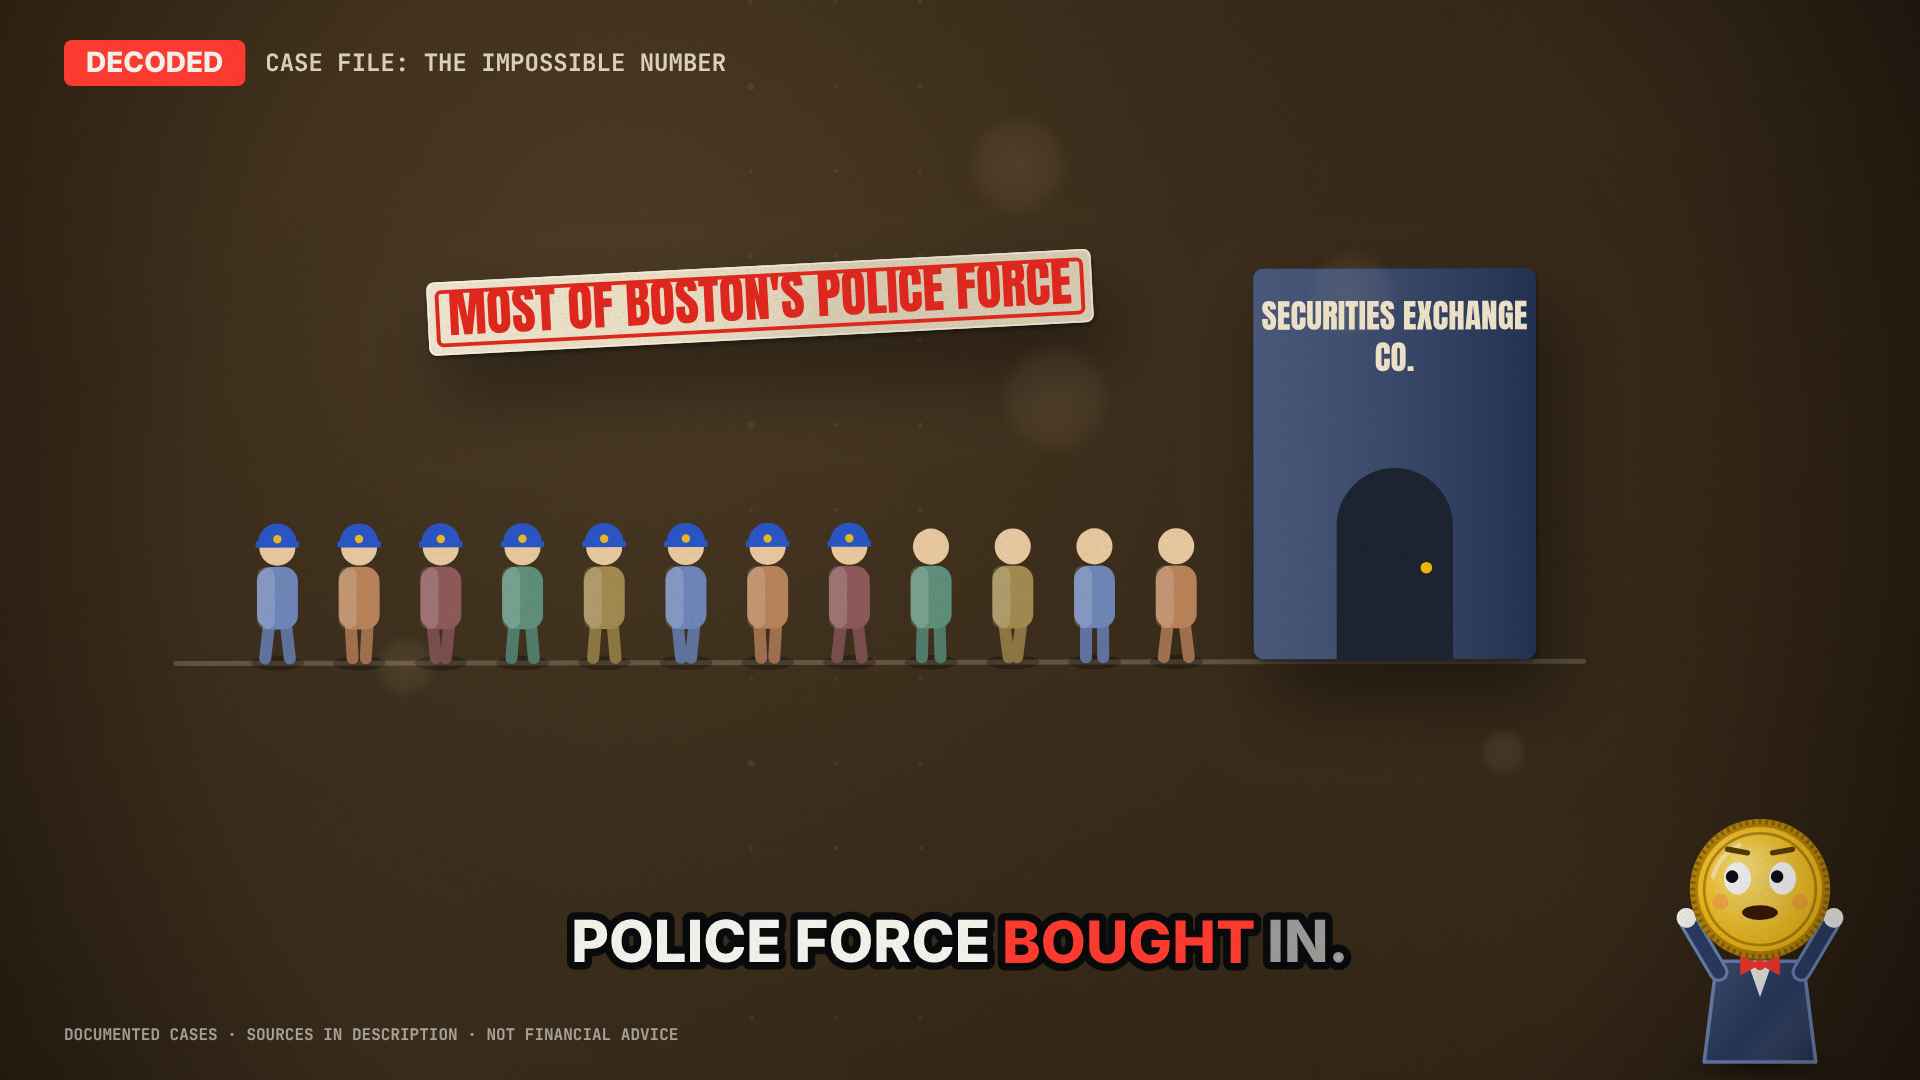 DECODED CASE FILE: THE IMPOSSIBLE NUMBER
MOST OF BOSTON'S POLICE FORCE
SECURITIES EXCHANGE
CO.
POLICE FORCE BOUGHT IN.
DOCUMENTED CASES · SOURCES IN DESCRIPTION · NOT FINANCIAL ADVICE